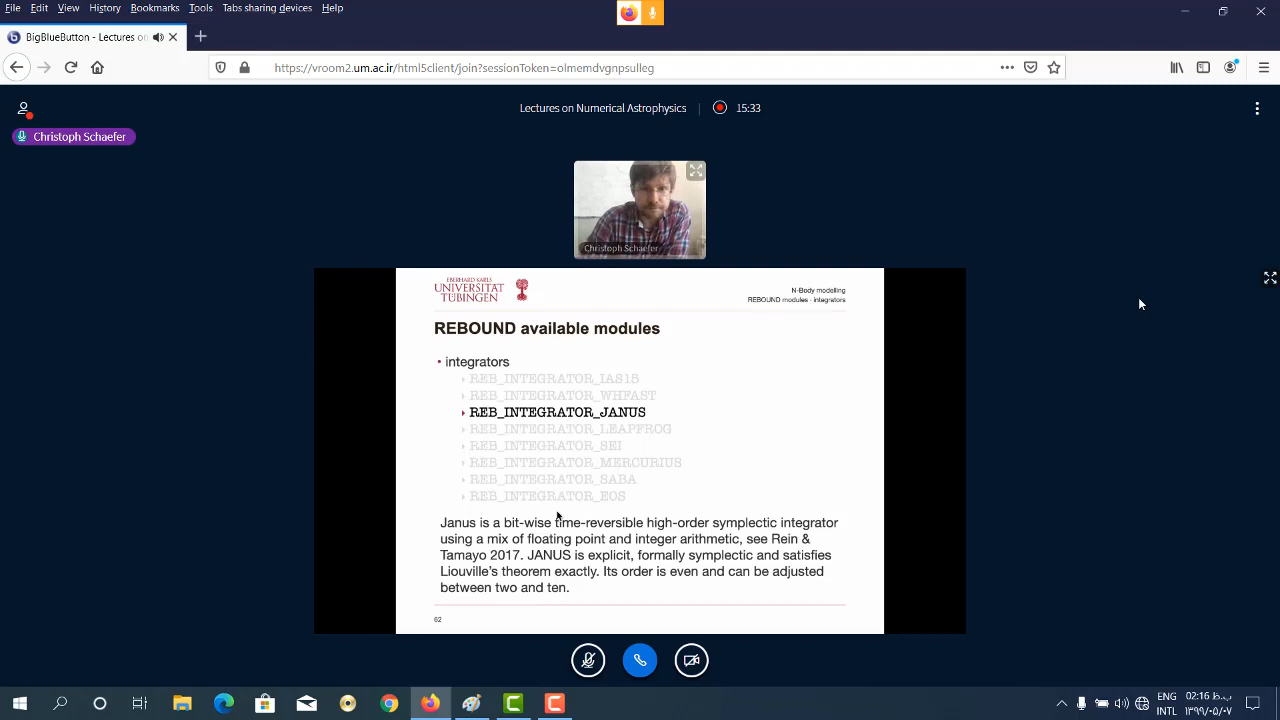 File Edit View History Bookmarks Tools Tabs sharing devices Help
BigBlueButton - Lectures on
https://vroom2.um.ac.ir/html5client/join?sessionToken=olmemdvgnpsulleg
Lectures on Numerical Astrophysics 15:33
Christoph Schaefer
Christoph Schaefer
EBERHARD KARLS
UNIVERSITÄT
TÜBINGEN
N-Body modelling
REBOUND modules - integrators
REBOUND available modules
• integrators
REB_INTEGRATOR_IAS15
REB_INTEGRATOR_WHFAST
REB_INTEGRATOR_JANUS
REB_INTEGRATOR_LEAPFROG
REB_INTEGRATOR_SEI
REB_INTEGRATOR_MERCURIUS
REB_INTEGRATOR_SABA
REB_INTEGRATOR_EOS
Janus is a bit-wise time-reversible high-order symplectic integrator
using a mix of floating point and integer arithmetic, see Rein &
Tamayo 2017. JANUS is explicit, formally symplectic and satisfies
Liouville's theorem exactly. Its order is even and can be adjusted
between two and ten.
62
ENG
INTL
02:16 ب.ظ
۱۳۹۹/۰۵/۰۷